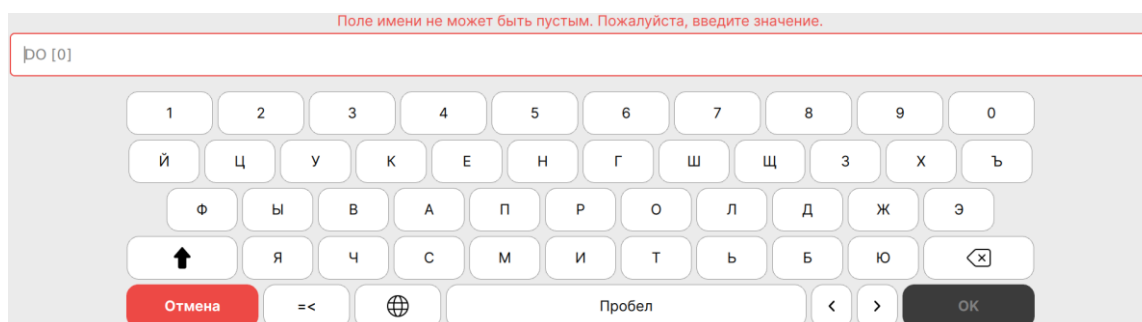 Поле имени не может быть пустым. Пожалуйста, введите значение.
DO [0]
1 2 3 4 5 6 7 8 9 0
Й Ц У К Е Н Г Ш Щ З Х Ъ
Ф Ы В А П Р О Л Д Ж Э
Я Ч С М И Т Ь Б Ю
Отмена =< Пробел < > ОК